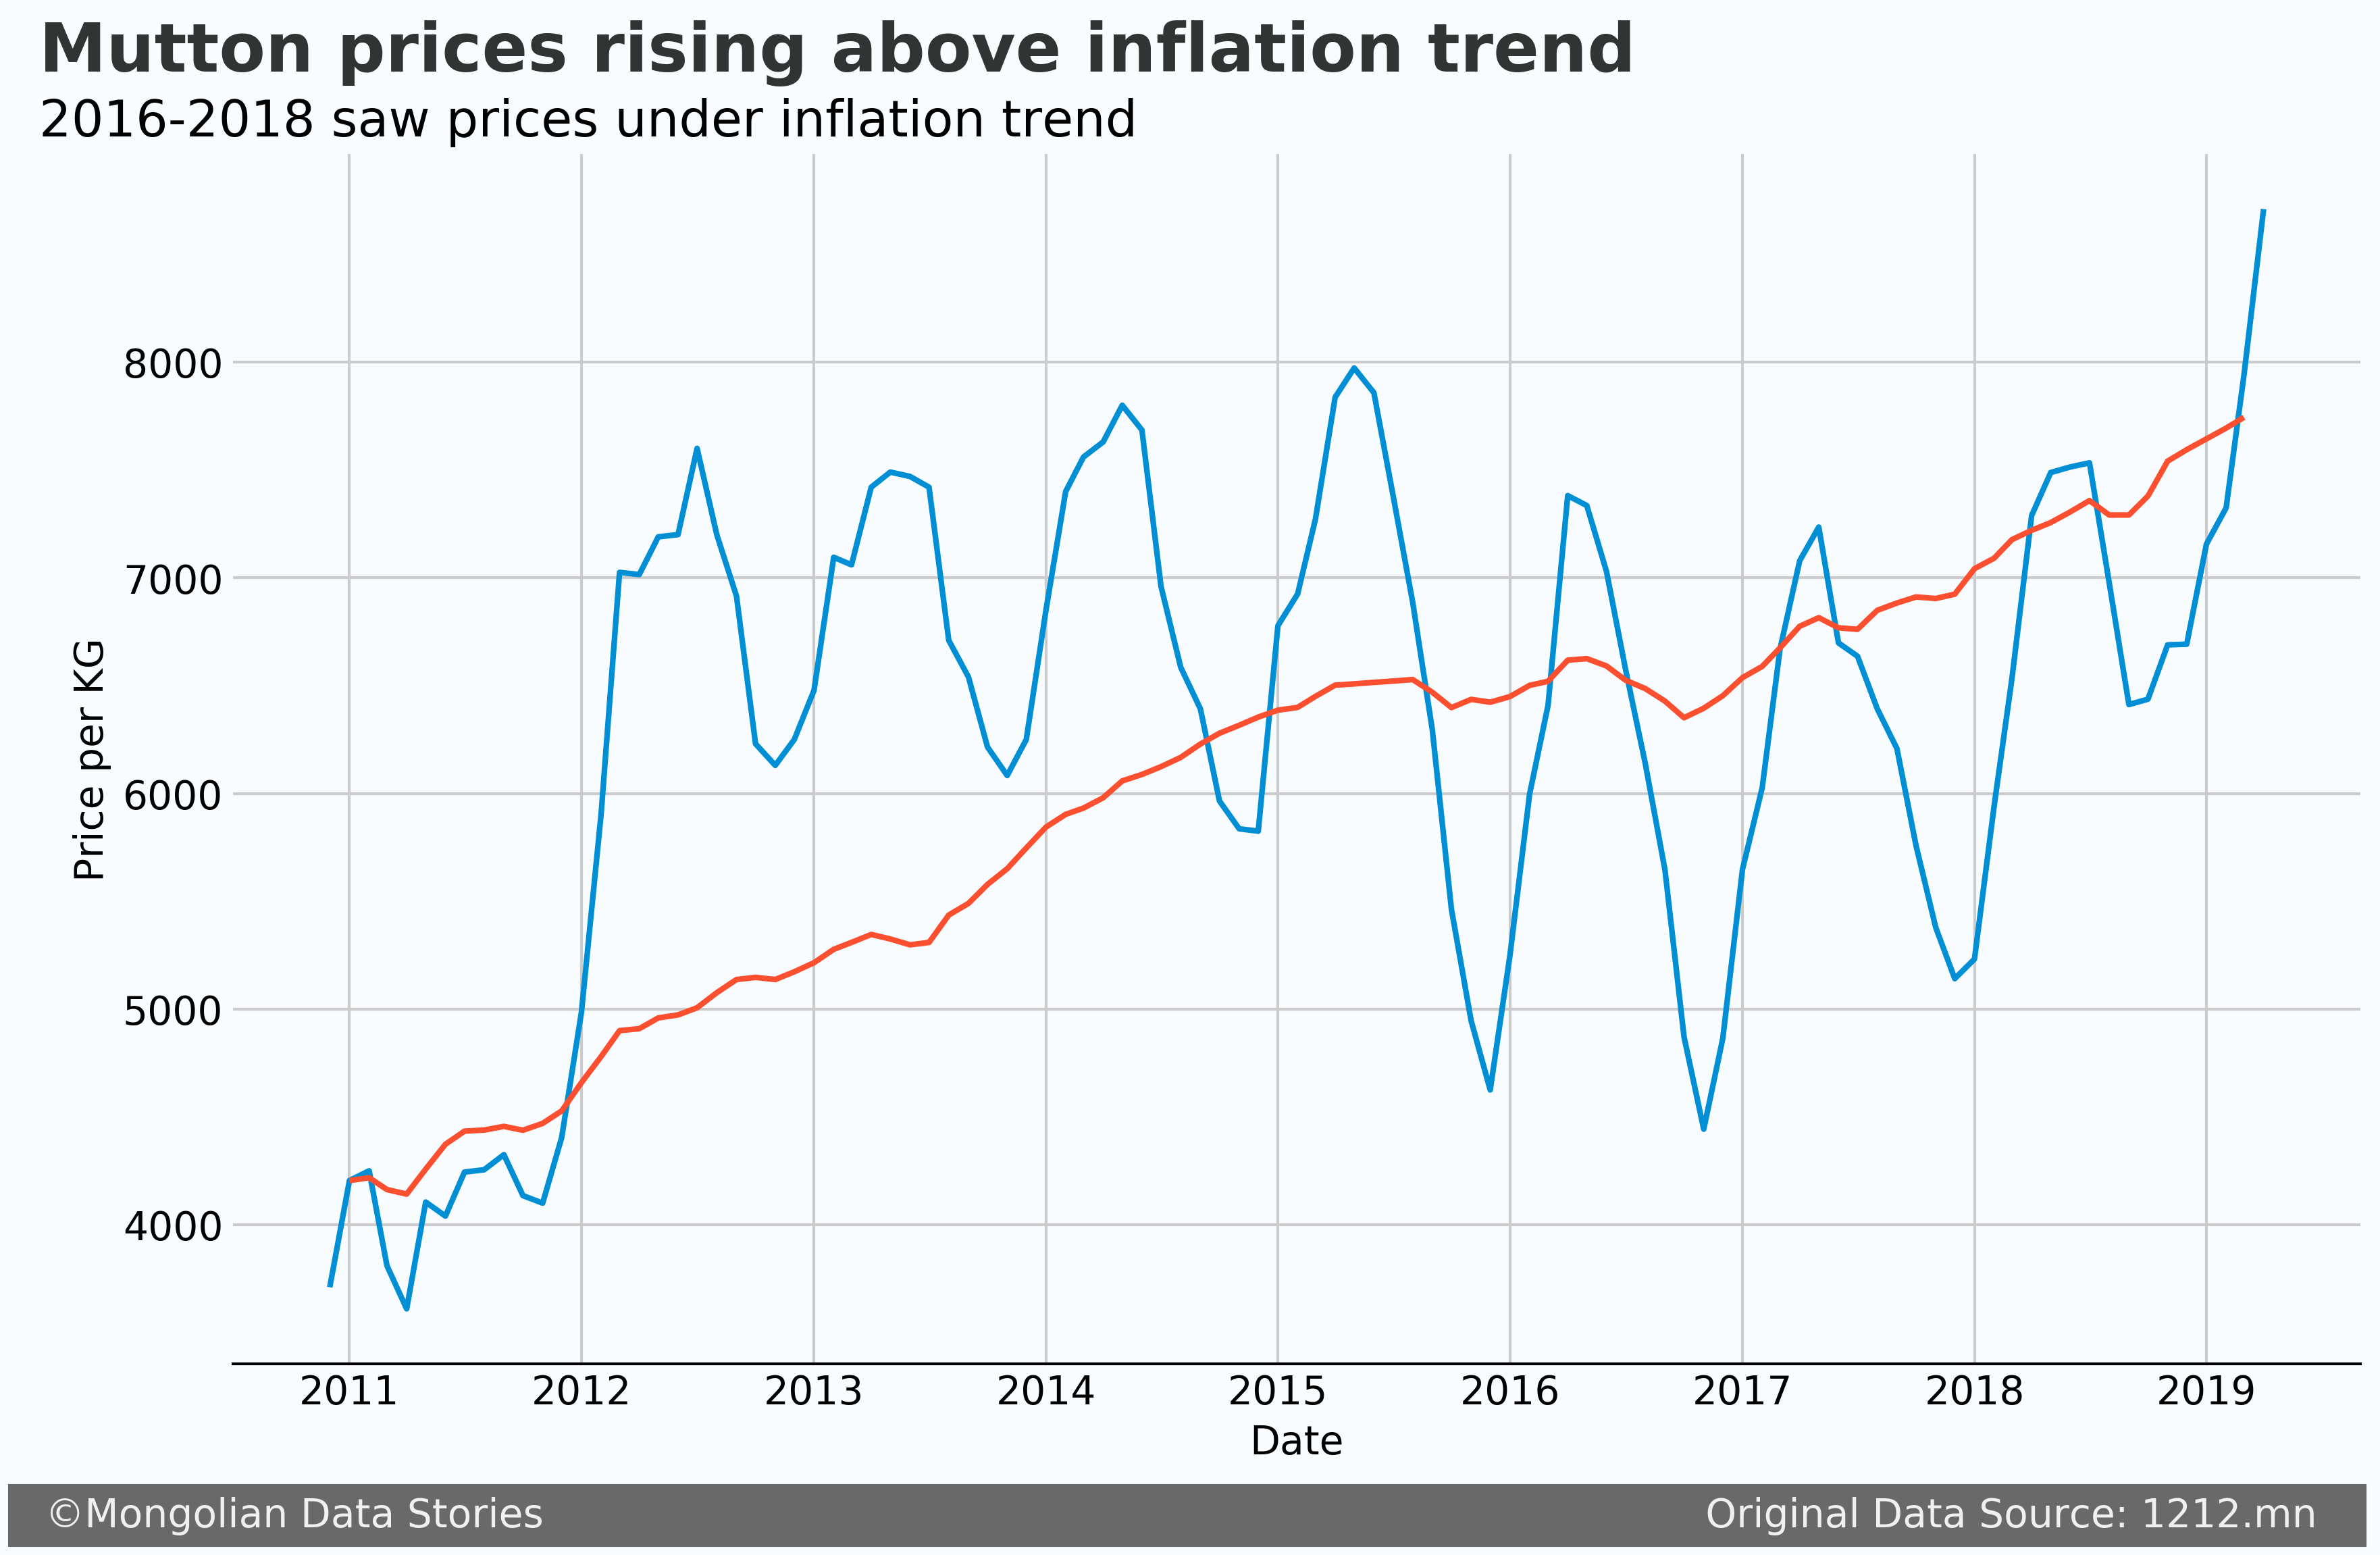 Mutton prices rising above inflation trend
2016-2018 saw prices under inflation trend
8000
7000
6000
5000
4000
Price per KG
2011 2012 2013 2014 2015 2016 2017 2018 2019
Date
©Mongolian Data Stories
Original Data Source: 1212.mn